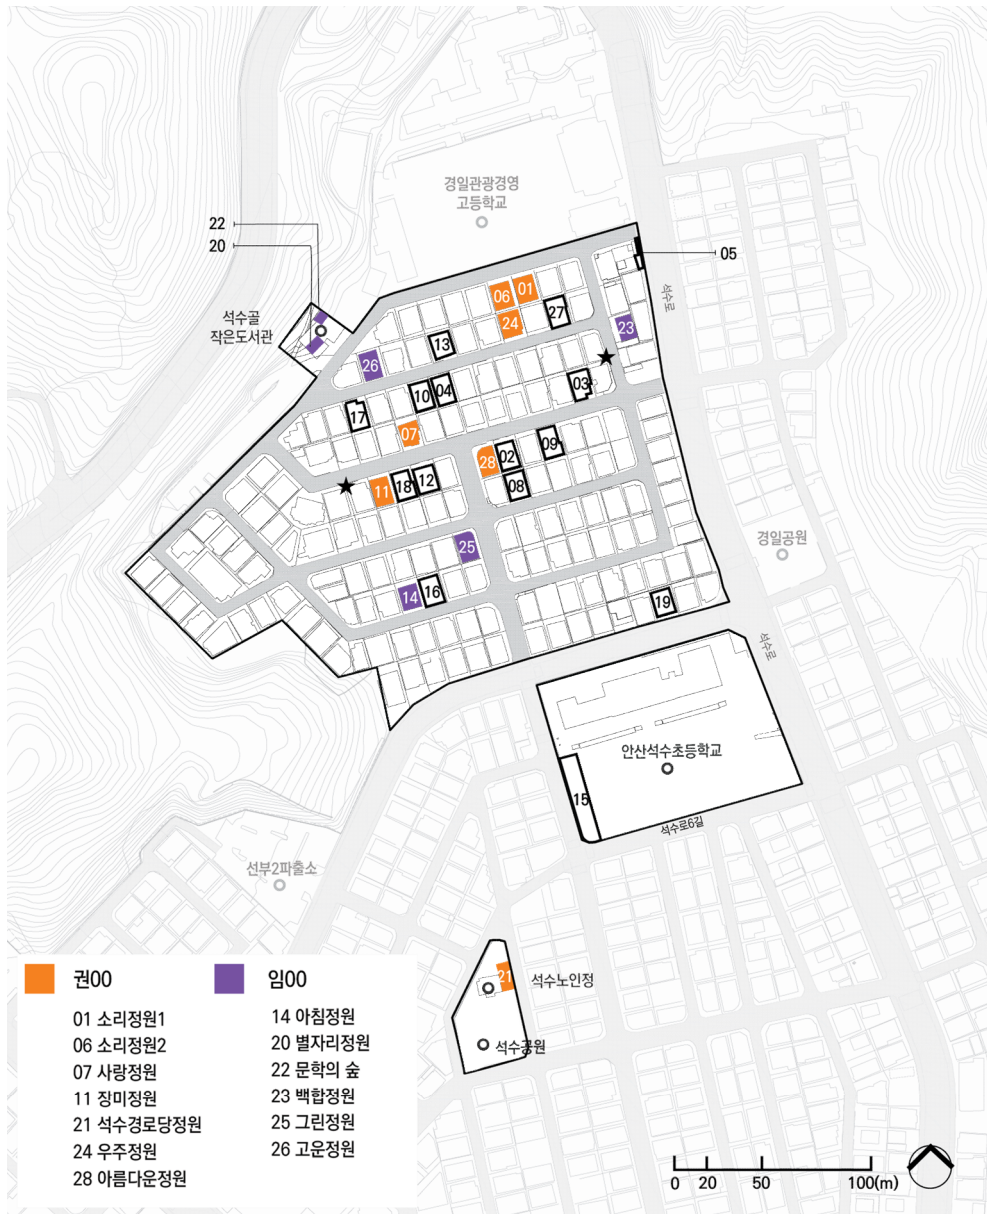 경일관광경영
고등학교
22
20
05
석수로
석수골
작은도서관
01
06
24
27
23
13
26
03
10
04
17
07
09
02
28
08
12
18
11
25
16
14
19
경일공원
석수로
안산석수초등학교
15
석수로6길
선부2파출소
21
석수노인정
석수공원
권00
01 소리정원1
06 소리정원2
07 사랑정원
11 장미정원
21 석수경로당정원
24 우주정원
28 아름다운정원
임00
14 아침정원
20 별자리정원
22 문학의 숲
23 백합정원
25 그린정원
26 고운정원
0 20 50 100(m)